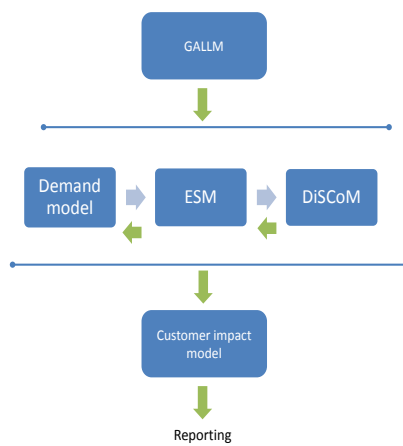 GALLM
Demand
model
ESM
DiSCoM
Customer impact
model
Reporting